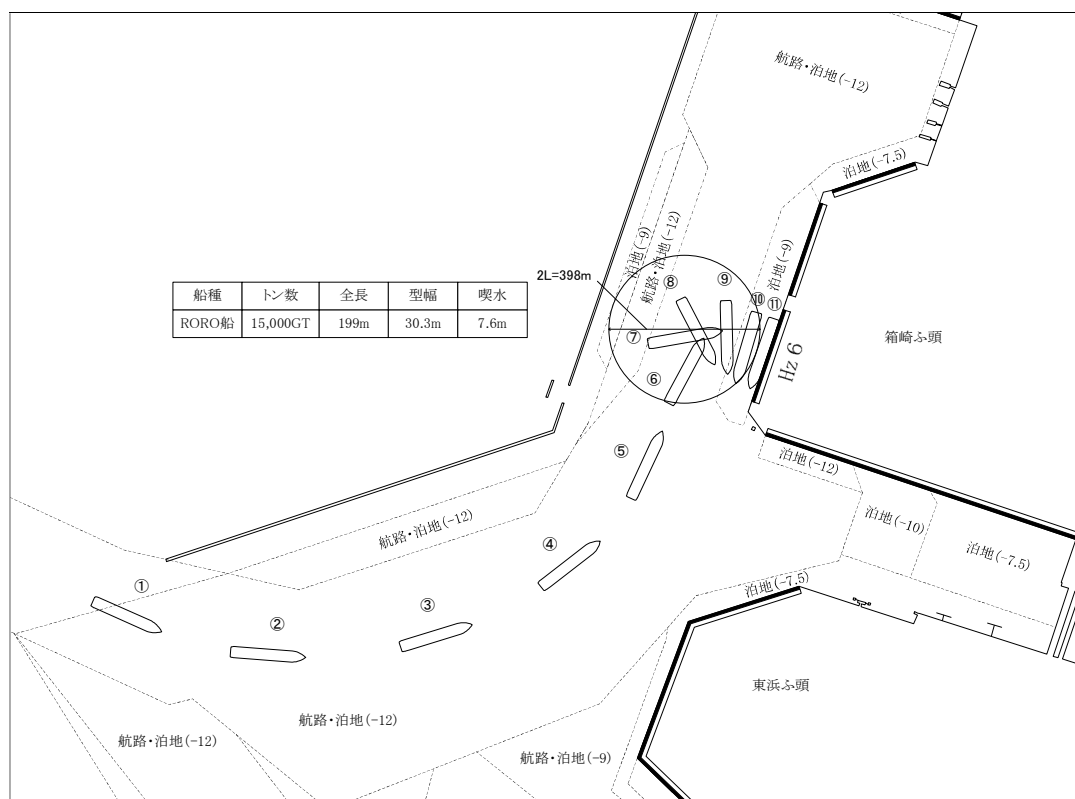 航路・泊地(-12)
泊地(-7.5)
泊地(-9)
航路・泊地(-12)
泊地(-9)
2L=398m
船種 トン数 全長 型幅 喫水
RORO船 15,000GT 199m 30.3m 7.6m
⑧
⑨
⑩
⑪
⑦
⑥
Hz 6
箱崎ふ頭
⑤
泊地(-12)
泊地(-10)
泊地(-7.5)
航路・泊地(-12)
④
泊地(-7.5)
①
②
③
東浜ふ頭
航路・泊地(-12)
航路・泊地(-12)
航路・泊地(-9)